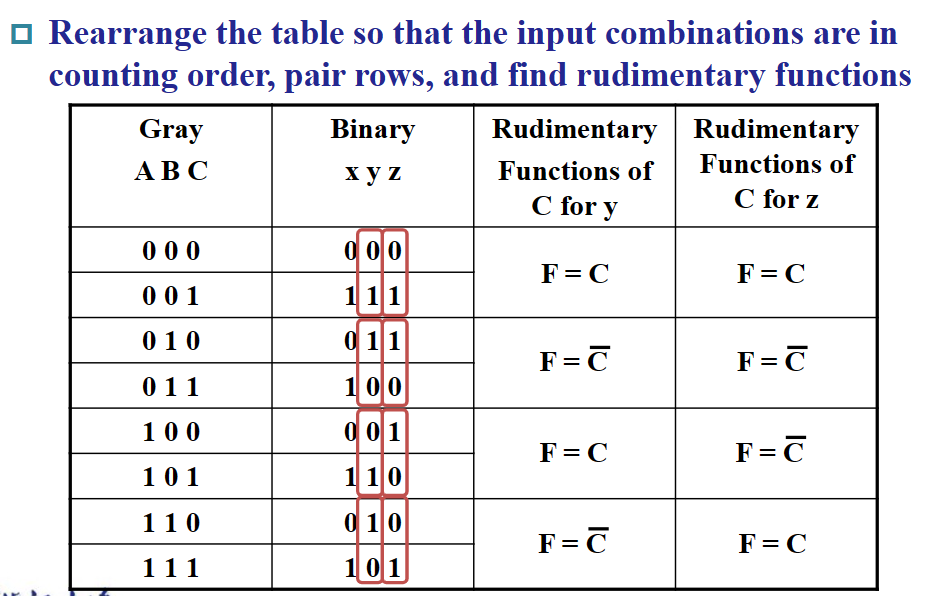 Rearrange the table so that the input combinations are in
counting order, pair rows, and find rudimentary functions
Gray
A B C
Binary
x y z
Rudimentary
Functions of
C for y
Rudimentary
Functions of
C for z
0 0 0
0 0 0
F = C
F = C
0 0 1
1 1 1
0 1 0
0 1 1
F = C̅
F = C̅
0 1 1
1 0 0
1 0 0
0 0 1
F = C
F = C̅
1 0 1
1 1 0
1 1 0
0 1 0
F = C̅
F = C
1 1 1
1 0 1